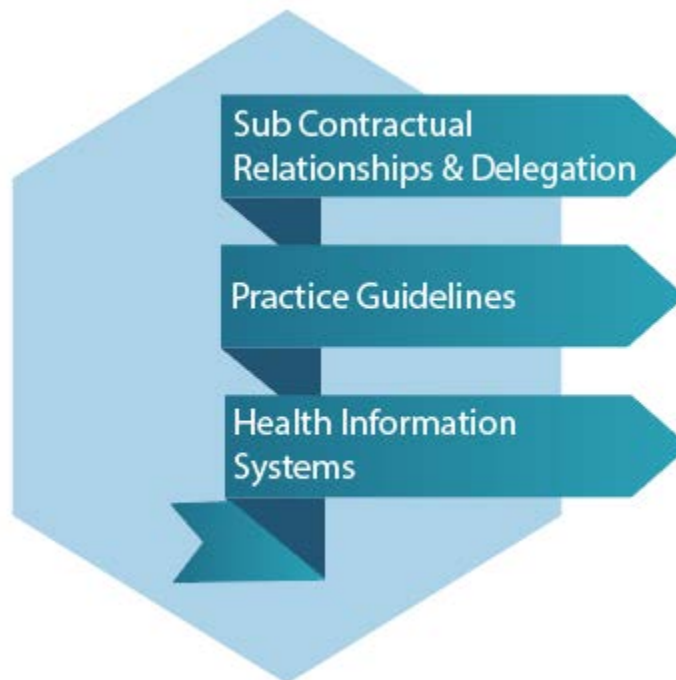 Sub Contractual
Relationships & Delegation
Practice Guidelines
Health Information
Systems